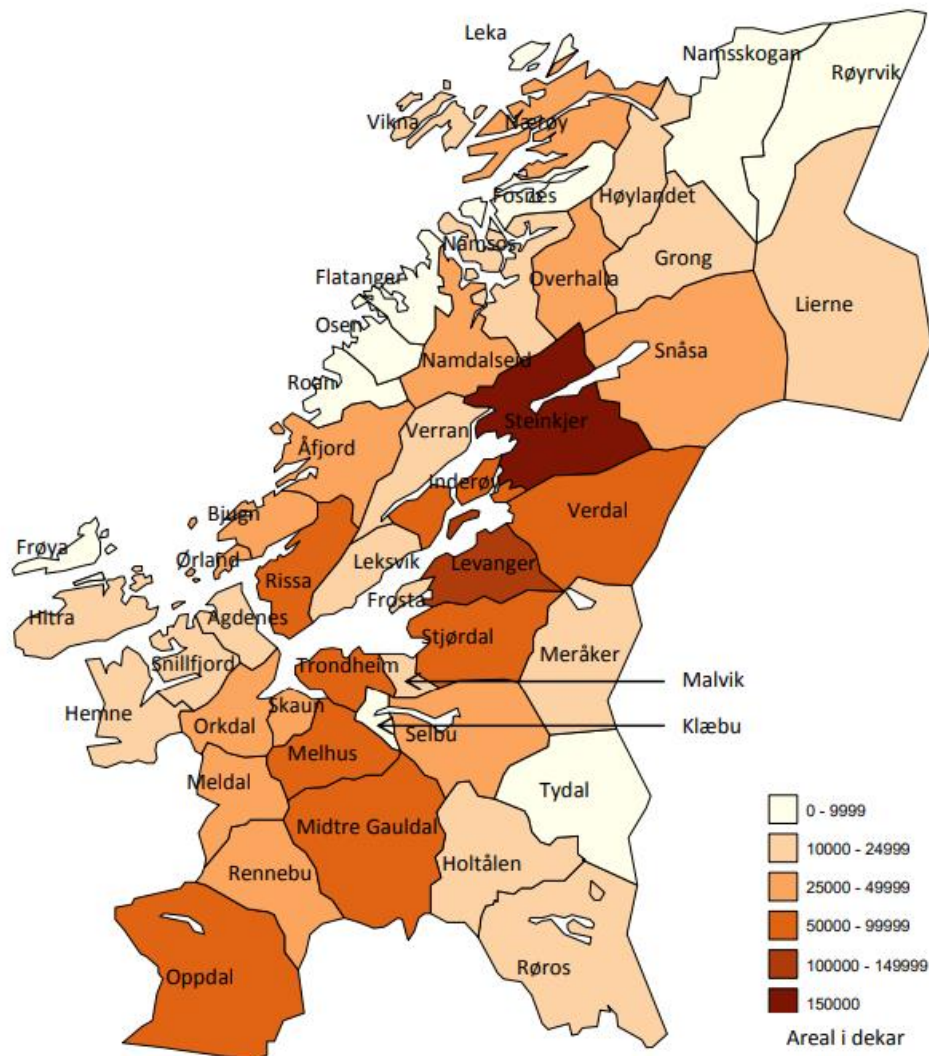 Leka
Namsskogan
Røyrvik
Vikna
Nærøy
Fosnes
Høylandet
Namsos
Grong
Flatanger
Overhalla
Lierne
Osen
Snåsa
Namdalseid
Roan
Steinkjer
Verran
Åfjord
Inderøy
Verdal
Bjugn
Frøya
Ørland
Leksvik
Levanger
Rissa
Frosta
Hitra
Agdenes
Stjørdal
Meråker
Snillfjord
Trondheim
Malvik
Hemne
Skaun
Orkdal
Selbu
Klæbu
Melhus
Meldal
Tydal
Midtre Gauldal
Holtålen
Rennebu
Røros
Oppdal
0 - 9999
10000 - 24999
25000 - 49999
50000 - 99999
100000 - 149999
150000
Areal i dekar